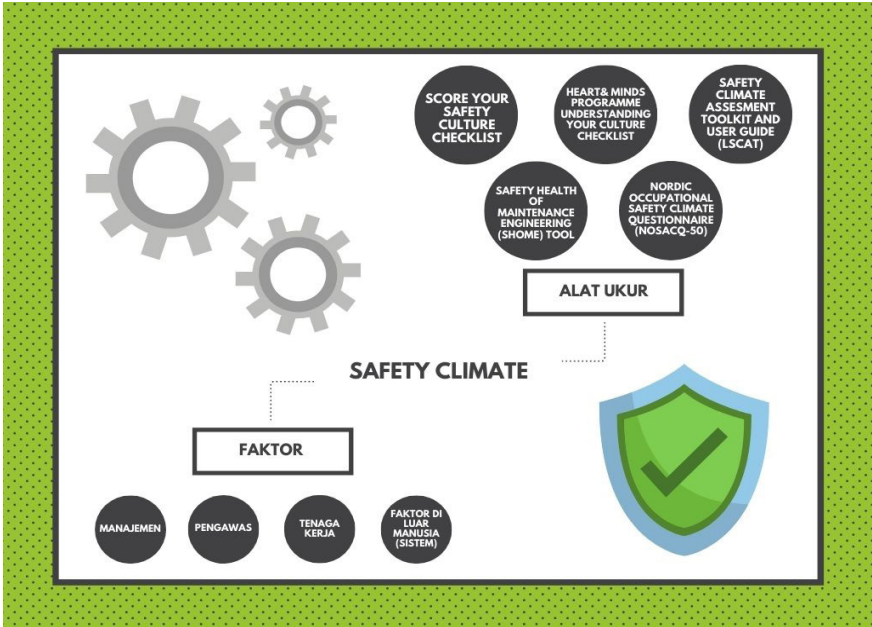 SCORE YOUR
SAFETY
CULTURE
CHECKLIST
HEART& MINDS
PROGRAMME
UNDERSTANDING
YOUR CULTURE
CHECKLIST
SAFETY
CLIMATE
ASSESMENT
TOOLKIT AND
USER GUIDE
(LSCAT)
SAFETY HEALTH
OF
MAINTENANCE
ENGINEERING
(SHOME) TOOL
NORDIC
OCCUPATIONAL
SAFETY CLIMATE
QUESTIONNAIRE
(NOSACQ-50)
ALAT UKUR
SAFETY CLIMATE
FAKTOR
MANAJEMEN
PENGAWAS
TENAGA
KERJA
FAKTOR DI
LUAR
MANUSIA
(SISTEM)